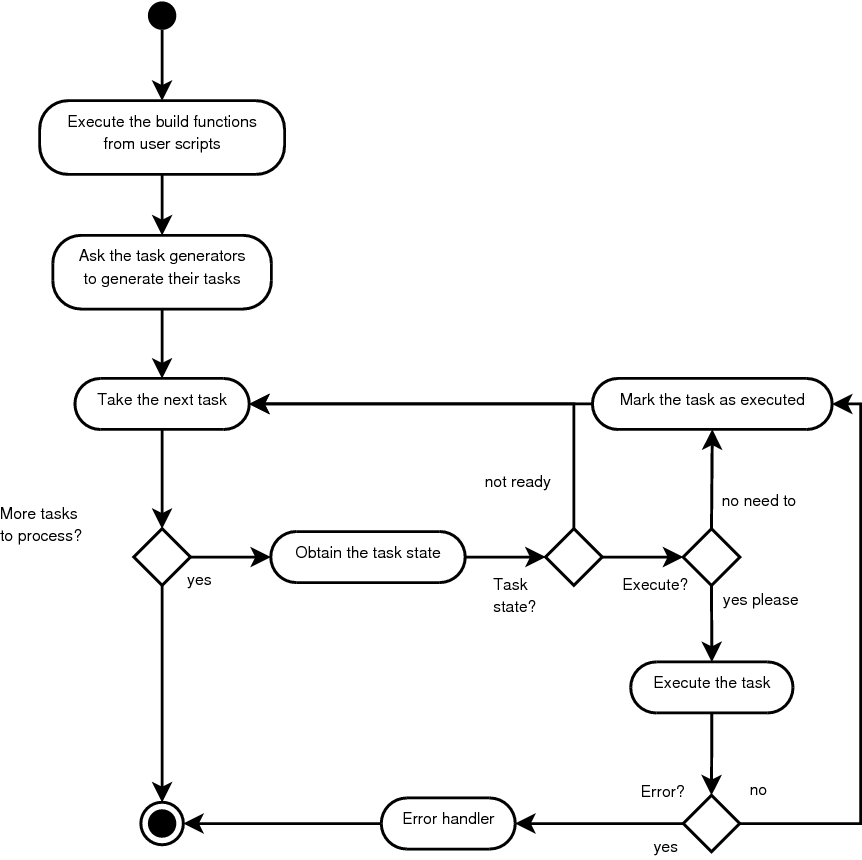 Execute the build functions
from user scripts
Ask the task generators
to generate their tasks
Take the next task
Mark the task as executed
not ready
no need to
More tasks
to process?
Obtain the task state
yes
Task
state?
Execute?
yes please
Execute the task
Error?
no
Error handler
yes